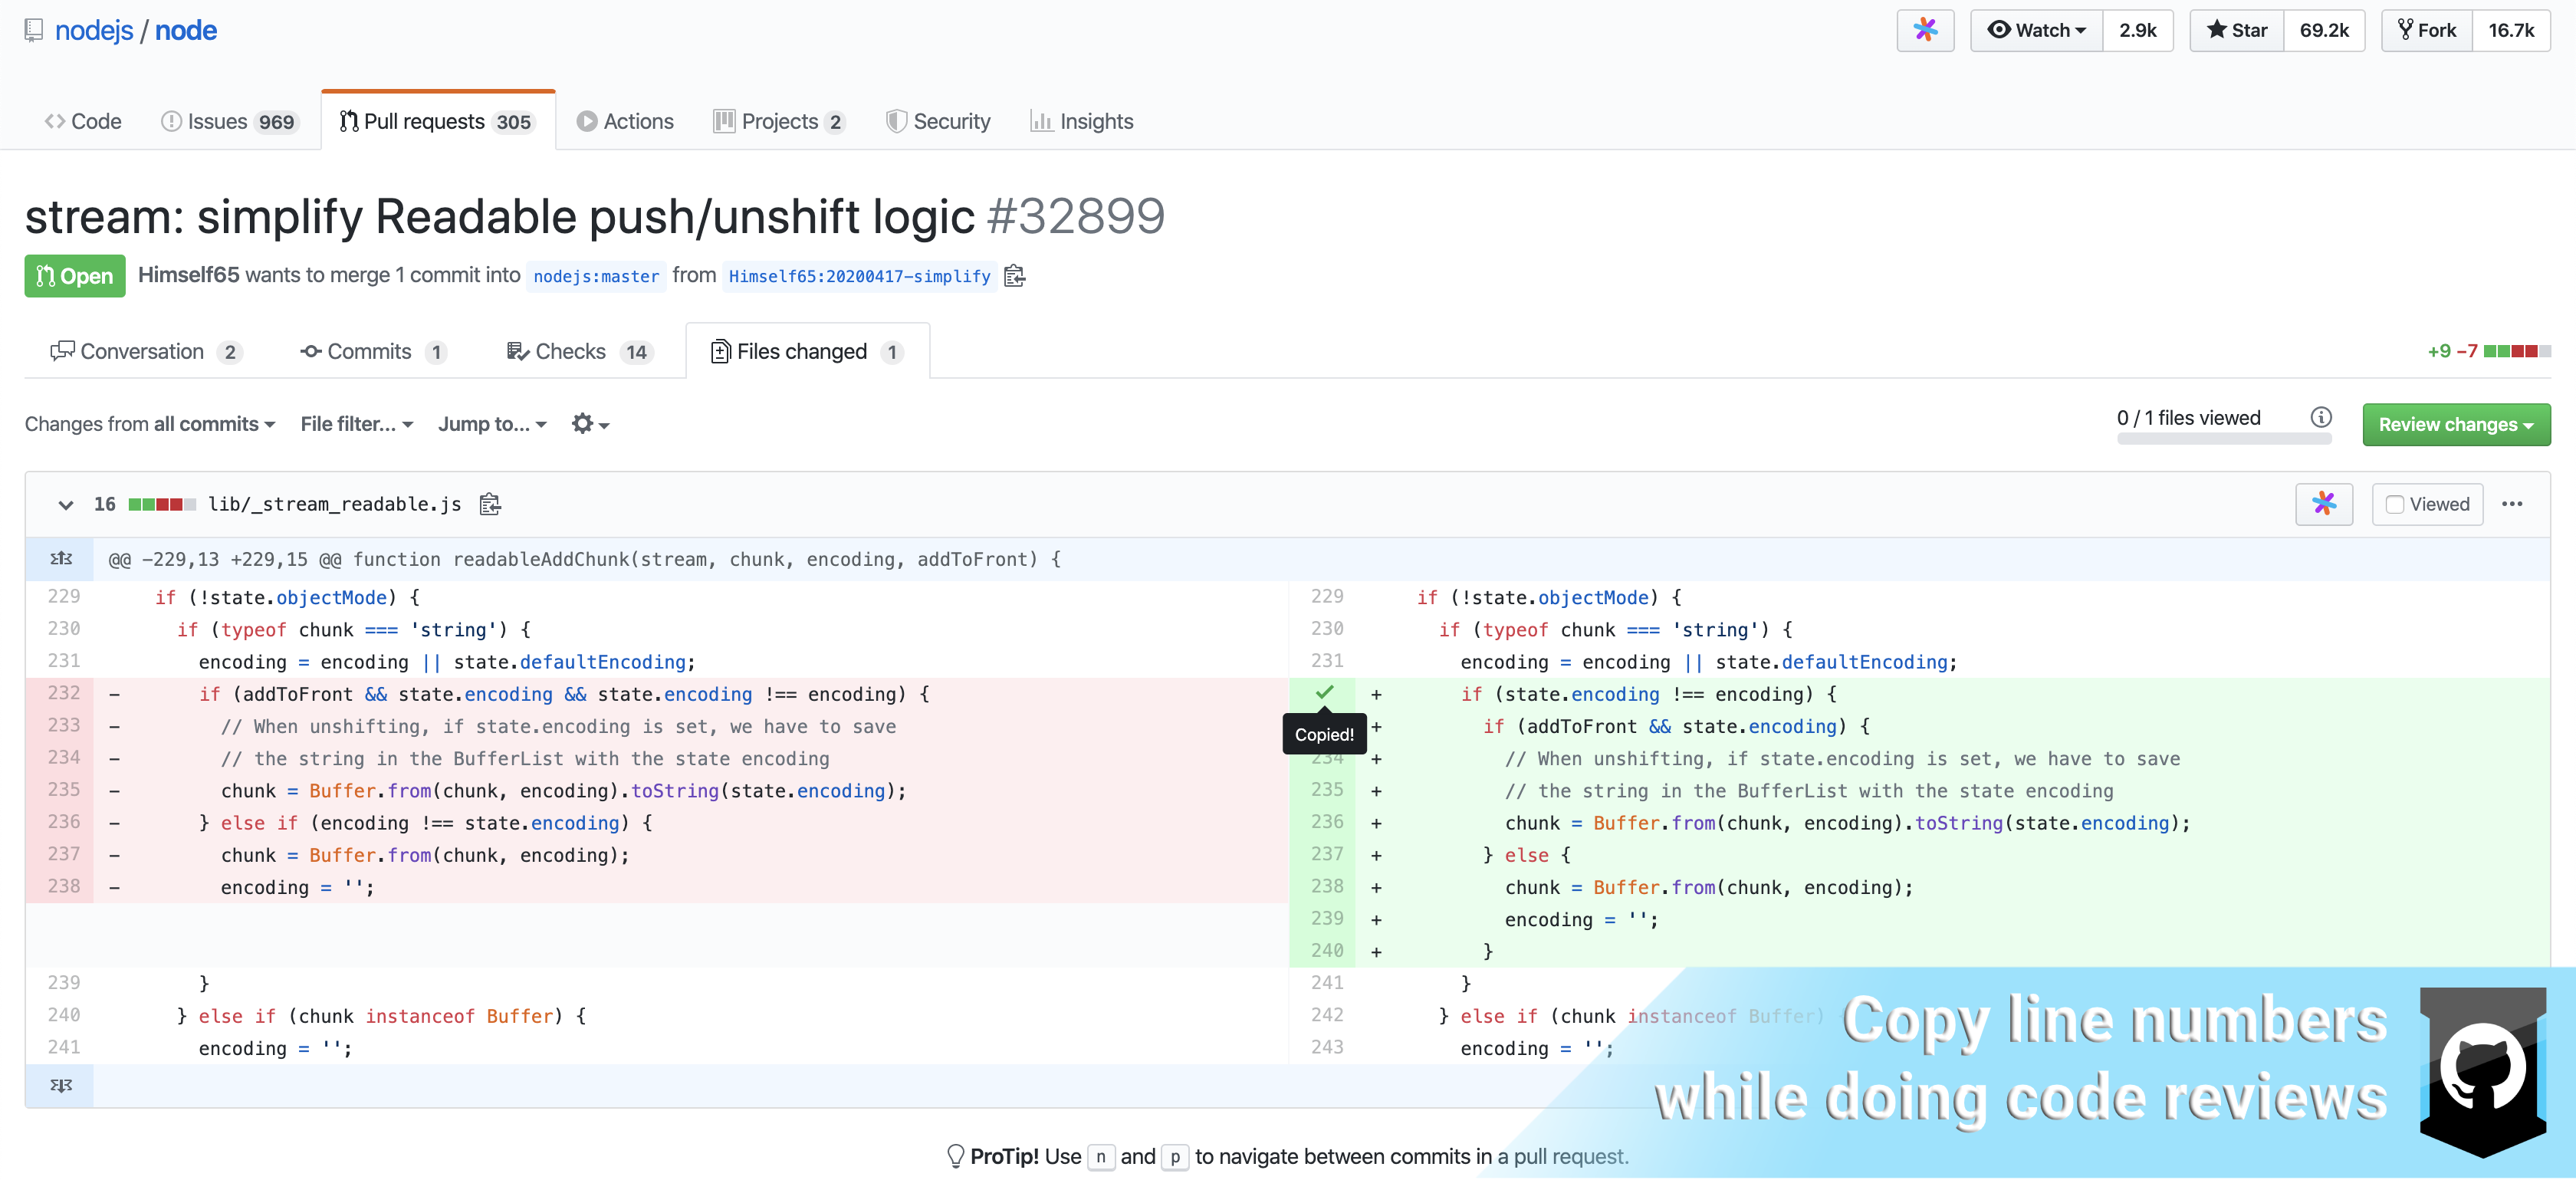 nodejs / node
Watch 2.9k Star 69.2k Fork 16.7k
Code Issues 969 Pull requests 305 Actions Projects 2 Security Insights
stream: simplify Readable push/unshift logic #32899
Open Himself65 wants to merge 1 commit into nodejs:master from Himself65:20200417-simplify
Conversation 2 Commits 1 Checks 14 Files changed 1 +9 −7
Changes from all commits File filter... Jump to... 0 / 1 files viewed Review changes
16 lib/_stream_readable.js Viewed ...
@@ -229,13 +229,15 @@ function readableAddChunk(stream, chunk, encoding, addToFront) {
229 if (!state.objectMode) {
230 if (typeof chunk === 'string') {
231 encoding = encoding || state.defaultEncoding;
232 - if (addToFront && state.encoding && state.encoding !== encoding) {
233 - // When unshifting, if state.encoding is set, we have to save
234 - // the string in the BufferList with the state encoding
235 - chunk = Buffer.from(chunk, encoding).toString(state.encoding);
236 - } else if (encoding !== state.encoding) {
237 - chunk = Buffer.from(chunk, encoding);
238 - encoding = '';
239 }
240 } else if (chunk instanceof Buffer) {
241 encoding = '';
229 if (!state.objectMode) {
230 if (typeof chunk === 'string') {
231 encoding = encoding || state.defaultEncoding;
+ if (state.encoding !== encoding) {
Copied!
+ if (addToFront && state.encoding) {
234 + // When unshifting, if state.encoding is set, we have to save
235 + // the string in the BufferList with the state encoding
236 + chunk = Buffer.from(chunk, encoding).toString(state.encoding);
237 + } else {
238 + chunk = Buffer.from(chunk, encoding);
239 + encoding = '';
240 + }
241 }
242 } else if (chunk instanceof Buffer) {
243 encoding = '';
Copy line numbers
while doing code reviews
ProTip! Use n and p to navigate between commits in a pull request.